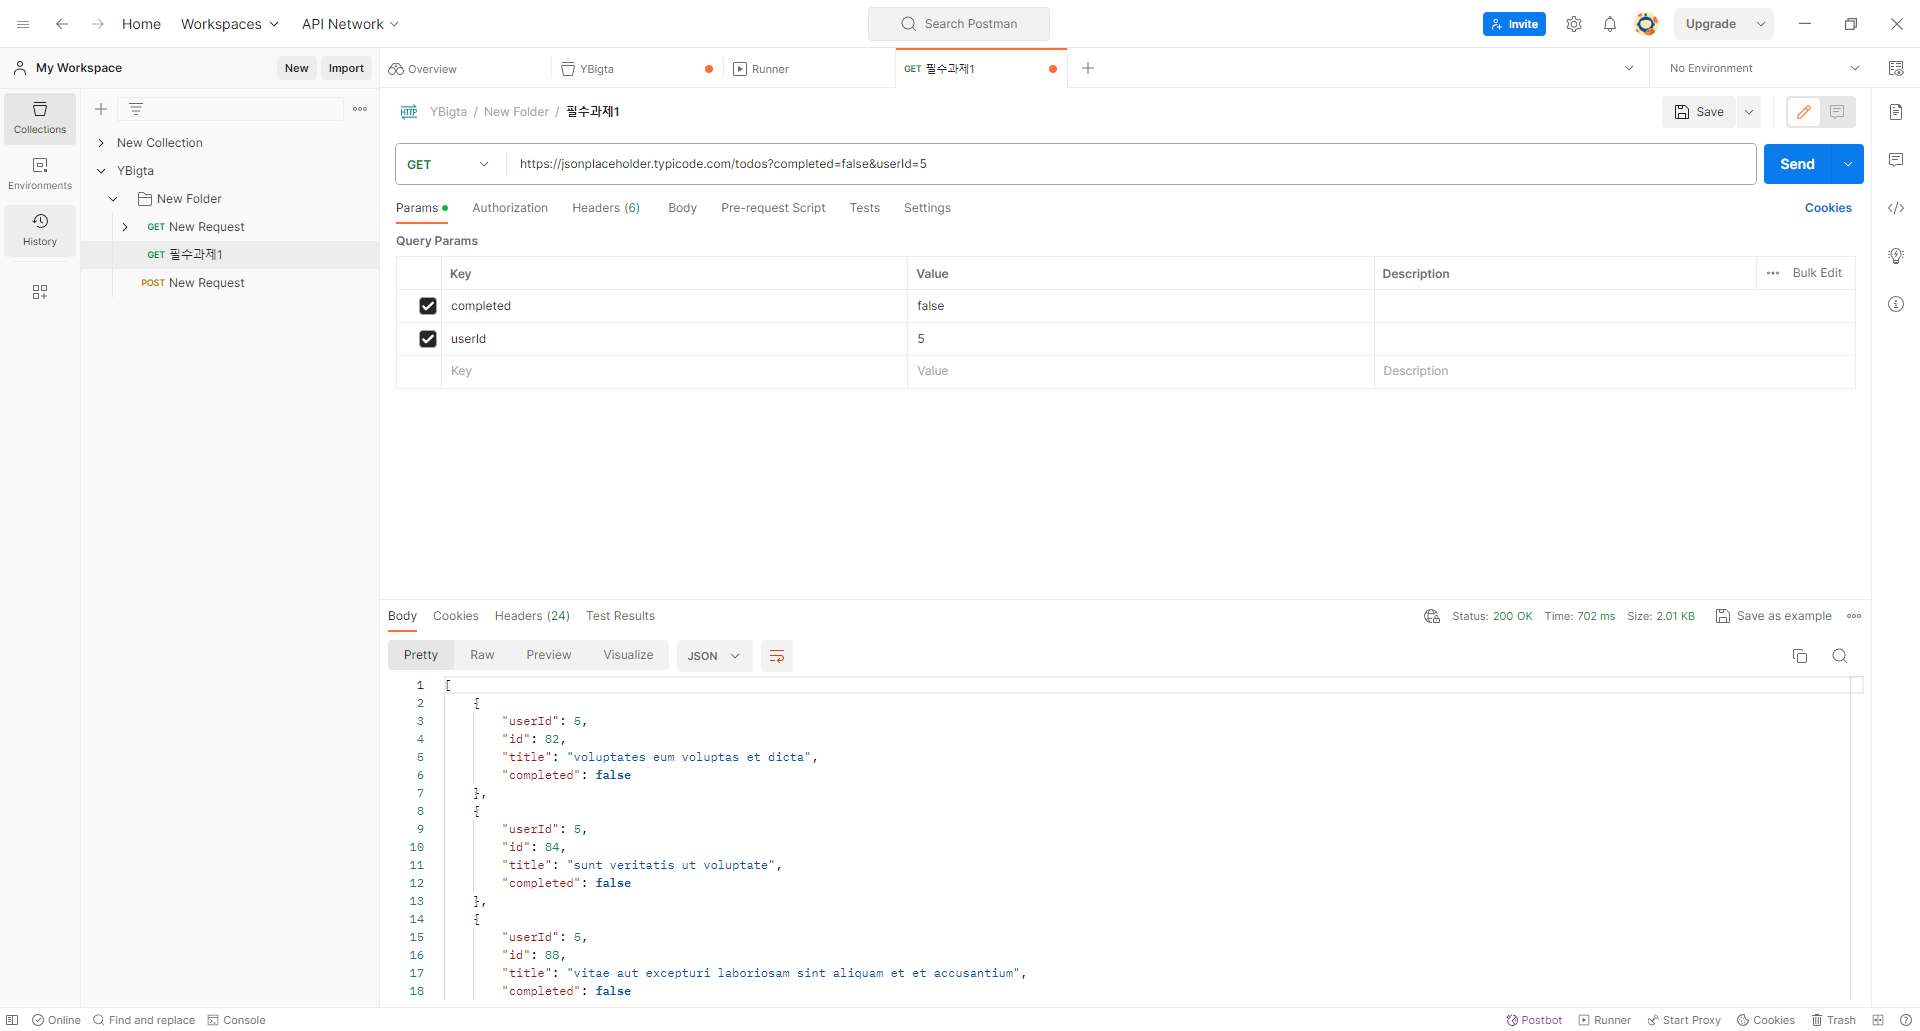 Home Workspaces API Network Search Postman Invite Upgrade
My Workspace New Import Overview YBigta Runner GET 필수과제1 No Environment
Collections
Environments
History
New Collection
YBigta
New Folder
GET New Request
GET 필수과제1
POST New Request
HTTP YBigta / New Folder / 필수과제1 Save
GET https://jsonplaceholder.typicode.com/todos?completed=false&userId=5 Send
Params Authorization Headers (6) Body Pre-request Script Tests Settings Cookies
Query Params
Key Value Description Bulk Edit
completed false
userId 5
Key Value Description
Body Cookies Headers (24) Test Results Status: 200 OK Time: 702 ms Size: 2.01 KB Save as example
Pretty Raw Preview Visualize JSON
1 [
2 {
3 "userId": 5,
4 "id": 82,
5 "title": "voluptates eum voluptas et dicta",
6 "completed": false
7 },
8 {
9 "userId": 5,
10 "id": 84,
11 "title": "sunt veritatis ut voluptate",
12 "completed": false
13 },
14 {
15 "userId": 5,
16 "id": 88,
17 "title": "vitae aut excepturi laboriosam sint aliquam et et accusantium",
18 "completed": false
Online Find and replace Console Postbot Runner Start Proxy Cookies Trash